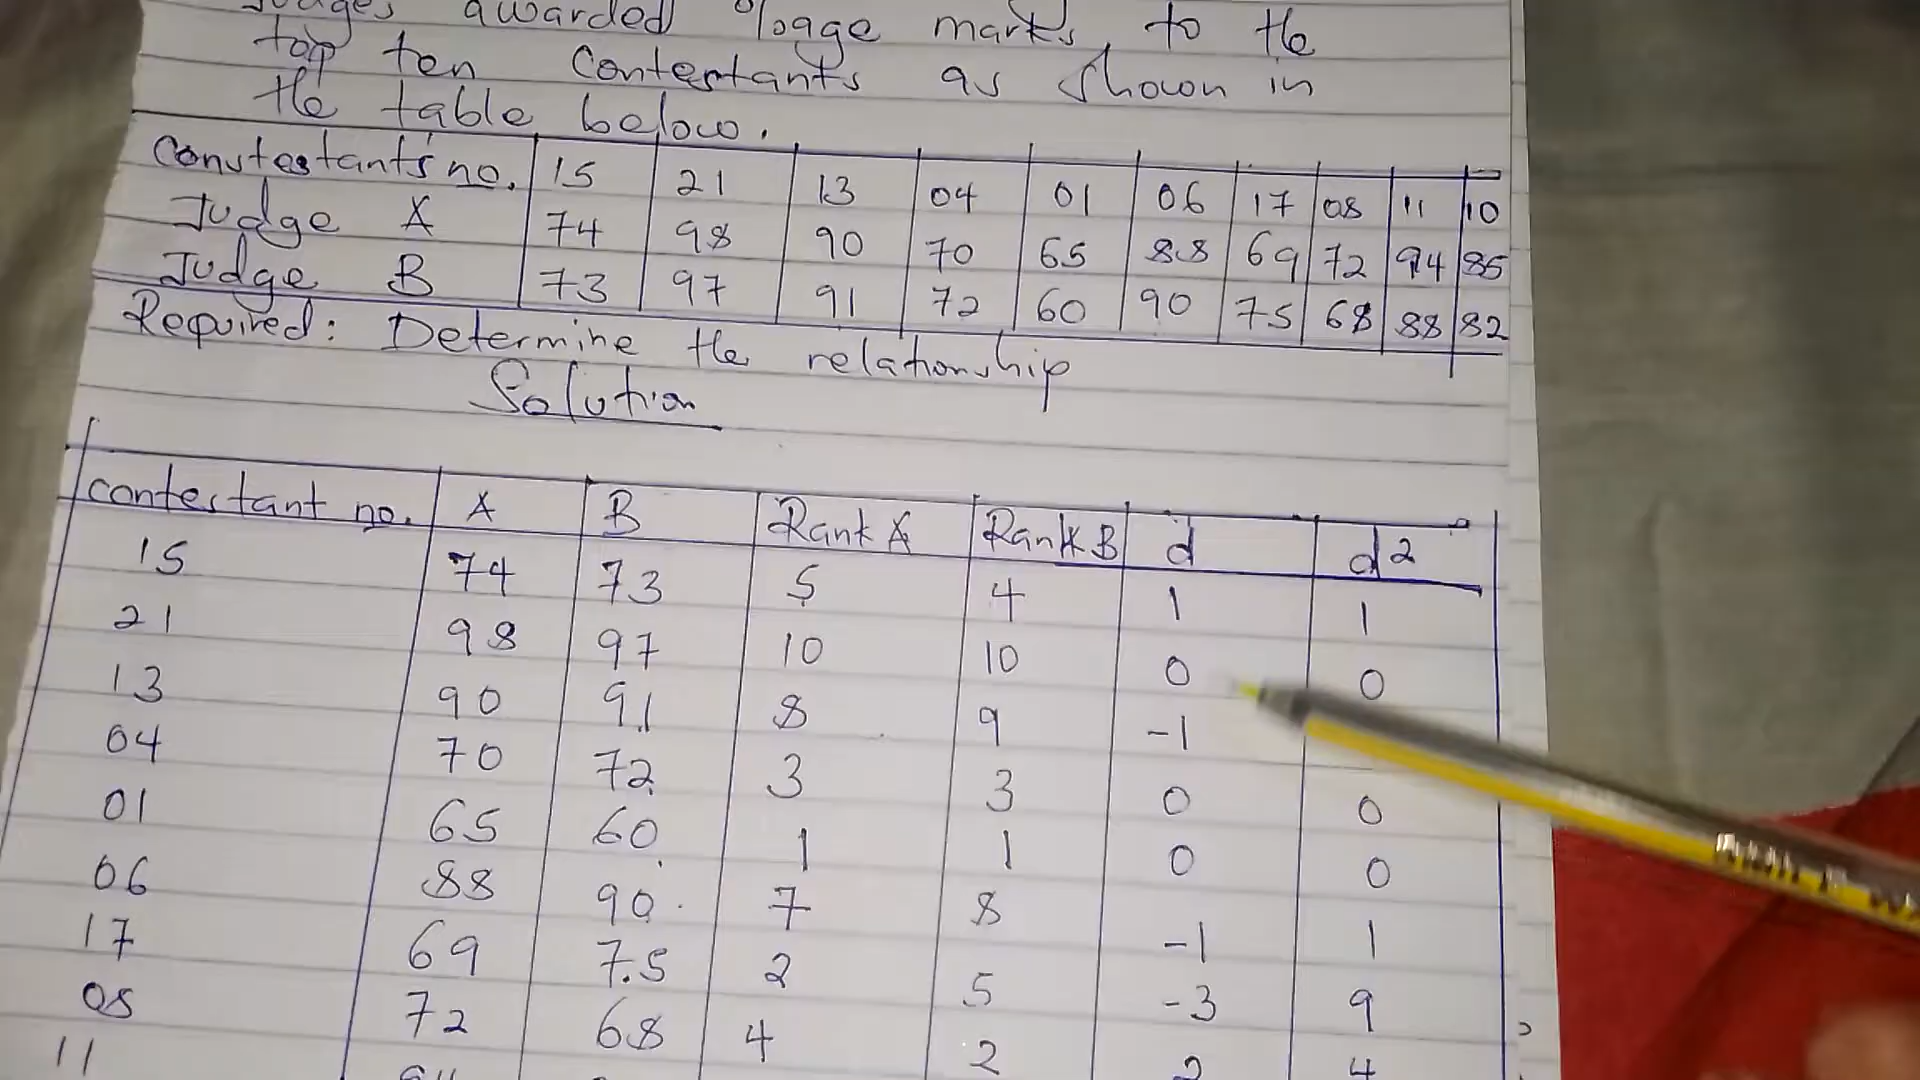 Judges awarded %age marks, to the
top ten Contestants as shown in
the table below.
Conutestants no. 15 21 13 04 01 06 17 08 11 10
Judge A 74 98 90 70 65 88 69 72 94 85
Judge B 73 97 91 72 60 90 75 68 88 82
Required: Determine the relationship
Solution
contestant no. A B Rank A Rank B d d2
15 74 73 5 4 1 1
21 98 97 10 10 0 0
13 90 91 8 9 -1
04 70 72 3 3 0 0
01 65 60 1 1 0 0
06 88 90 7 8 -1 1
17 69 75 2 5 -3 9
08 72 68 4 2 2 4
11